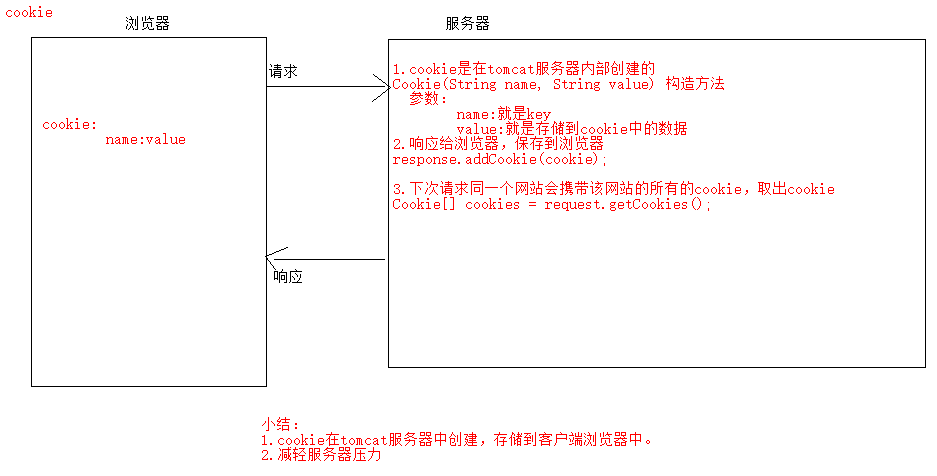 cookie
浏览器
服务器
请求
cookie:
name:value
1.cookie是在tomcat服务器内部创建的
Cookie(String name, String value) 构造方法
参数：
name:就是key
value:就是存储到cookie中的数据
2.响应给浏览器，保存到浏览器
response.addCookie(cookie);
3.下次请求同一个网站会携带该网站的所有的cookie，取出cookie
Cookie[] cookies = request.getCookies();
响应
小结：
1.cookie在tomcat服务器中创建，存储到客户端浏览器中。
2.减轻服务器压力